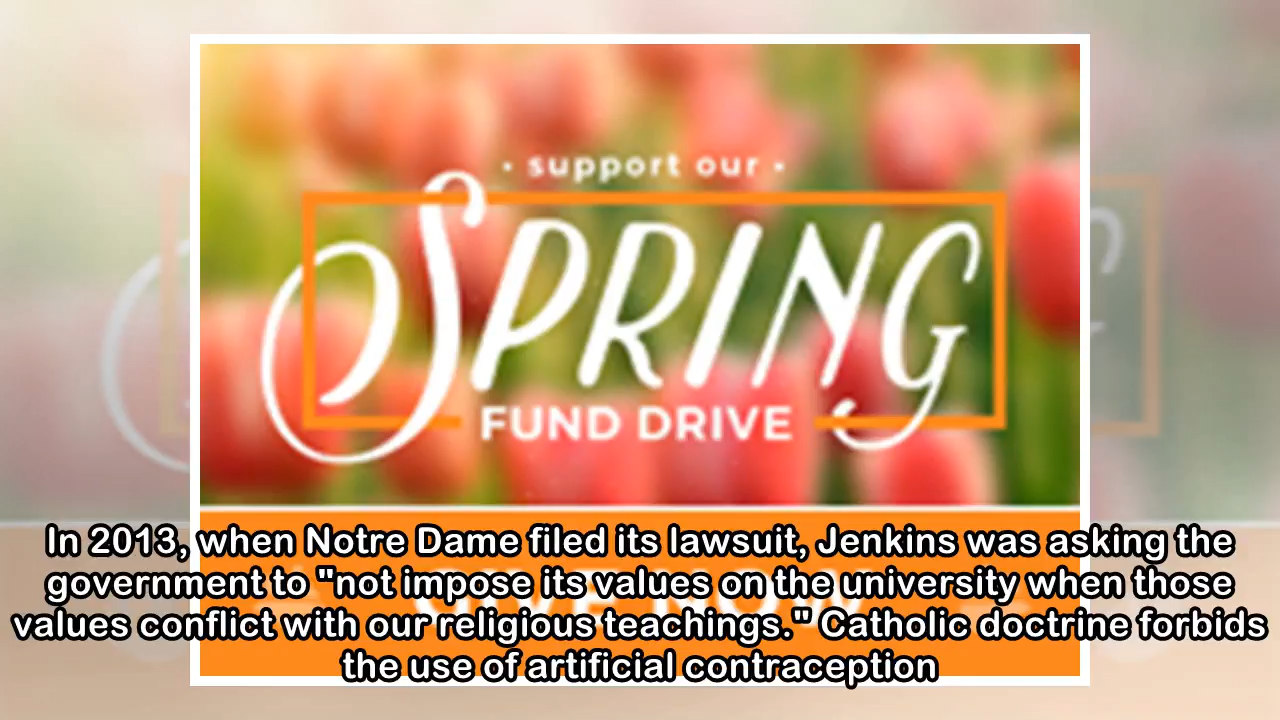 • support our •
SPRING
FUND DRIVE
In 2013, when Notre Dame filed its lawsuit, Jenkins was asking the
government to "not impose its values on the university when those
values conflict with our religious teachings." Catholic doctrine forbids
the use of artificial contraception